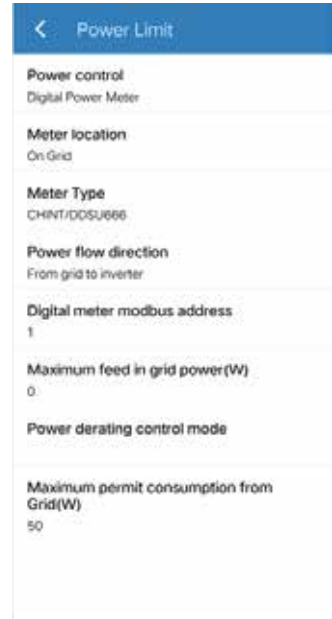 Power Limit
Power control
Digital Power Meter
Meter location
On Grid
Meter Type
CHINT/DDSU666
Power flow direction
From grid to inverter
Digital meter modbus address
1
Maximum feed in grid power(W)
0
Power derating control mode
Maximum permit consumption from
Grid(W)
50